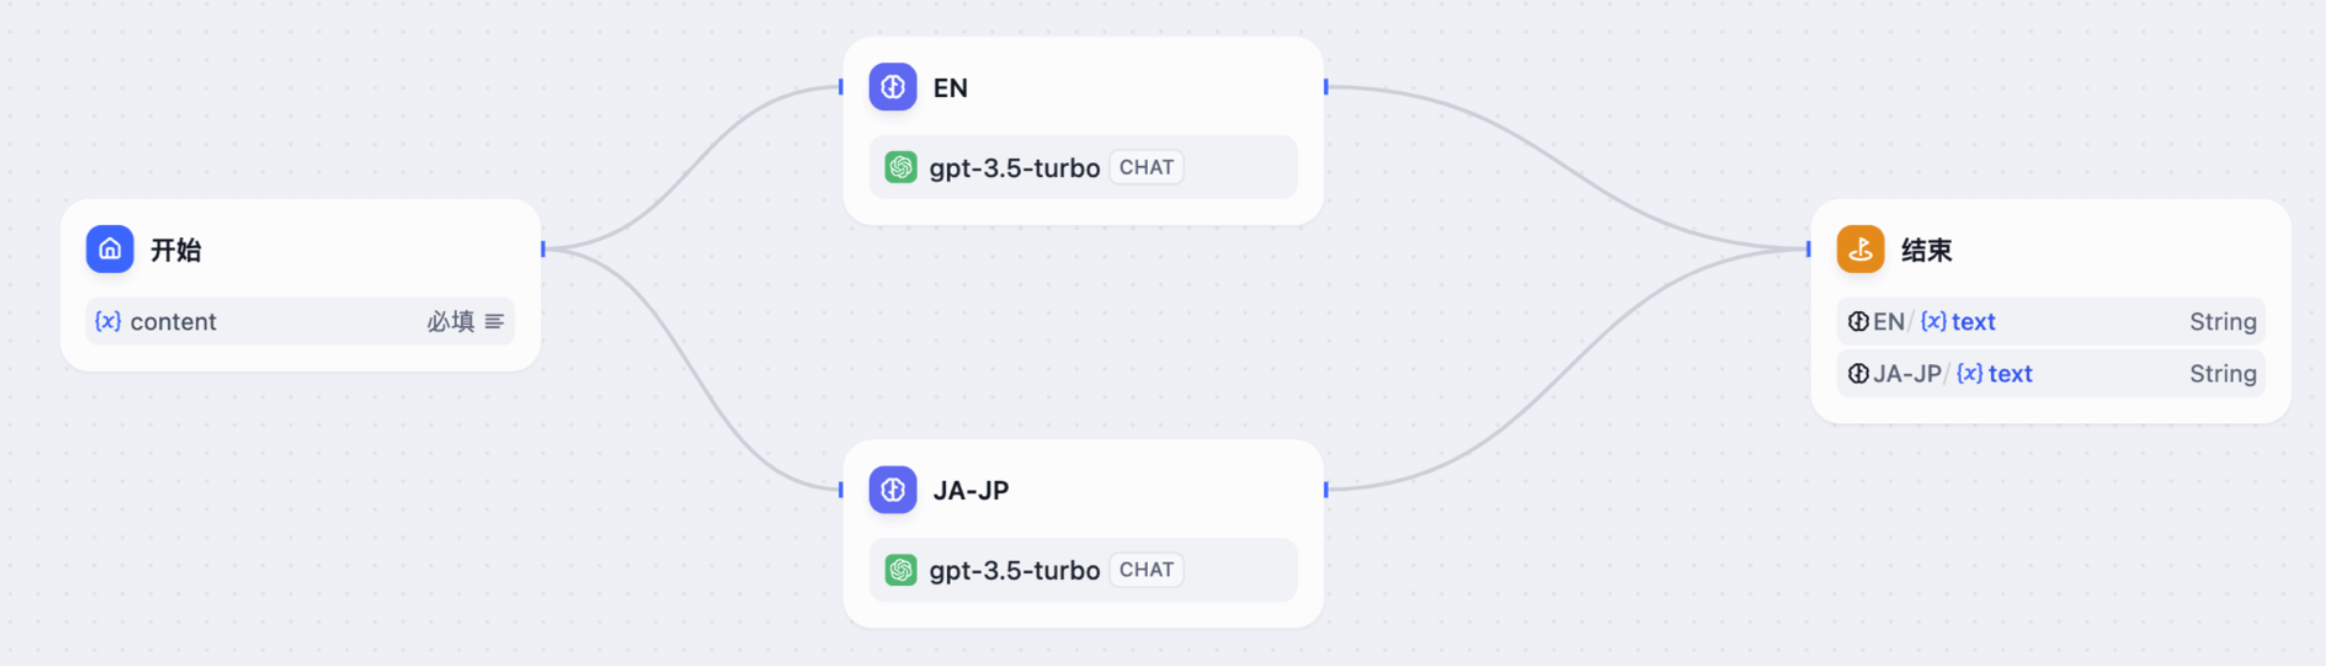 开始
{x} content 必填
EN
gpt-3.5-turbo CHAT
JA-JP
gpt-3.5-turbo CHAT
结束
EN/{x} text String
JA-JP/{x} text String